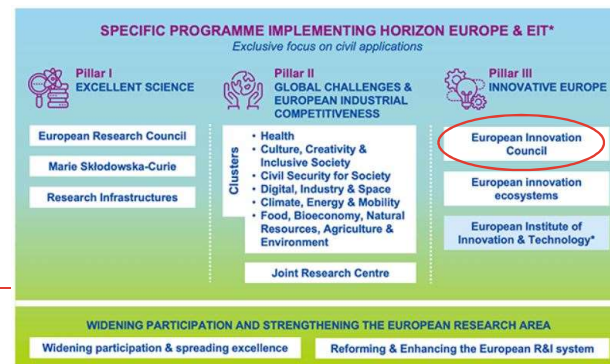 SPECIFIC PROGRAMME IMPLEMENTING HORIZON EUROPE & EIT*
Exclusive focus on civil applications
Pillar I
EXCELLENT SCIENCE
European Research Council
Marie Skłodowska-Curie
Research Infrastructures
Pillar II
GLOBAL CHALLENGES &
EUROPEAN INDUSTRIAL
COMPETITIVENESS
Clusters
• Health
• Culture, Creativity &
Inclusive Society
• Civil Security for Society
• Digital, Industry & Space
• Climate, Energy & Mobility
• Food, Bioeconomy, Natural
Resources, Agriculture &
Environment
Joint Research Centre
Pillar III
INNOVATIVE EUROPE
European Innovation
Council
European innovation
ecosystems
European Institute of
Innovation & Technology*
WIDENING PARTICIPATION AND STRENGTHENING THE EUROPEAN RESEARCH AREA
Widening participation & spreading excellence
Reforming & Enhancing the European R&I system